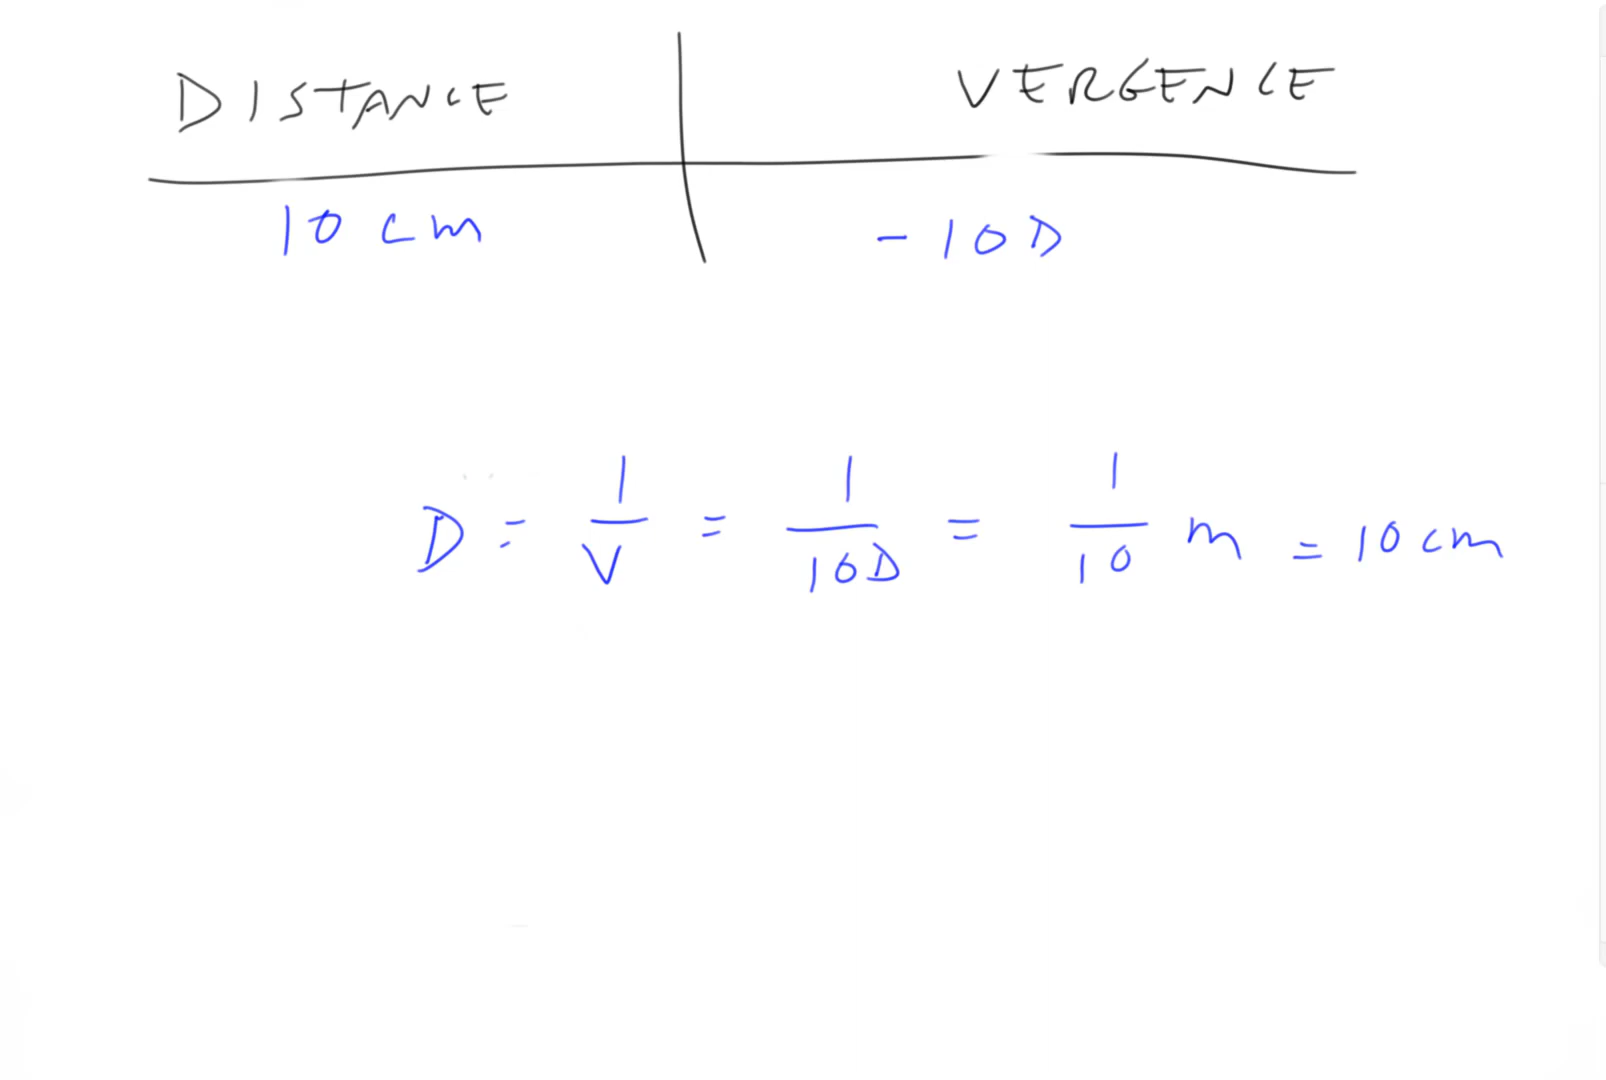 DISTANCE VERGENCE
10 cm -10D
D = 1/V = 1/10D = 1/10 m = 10 cm